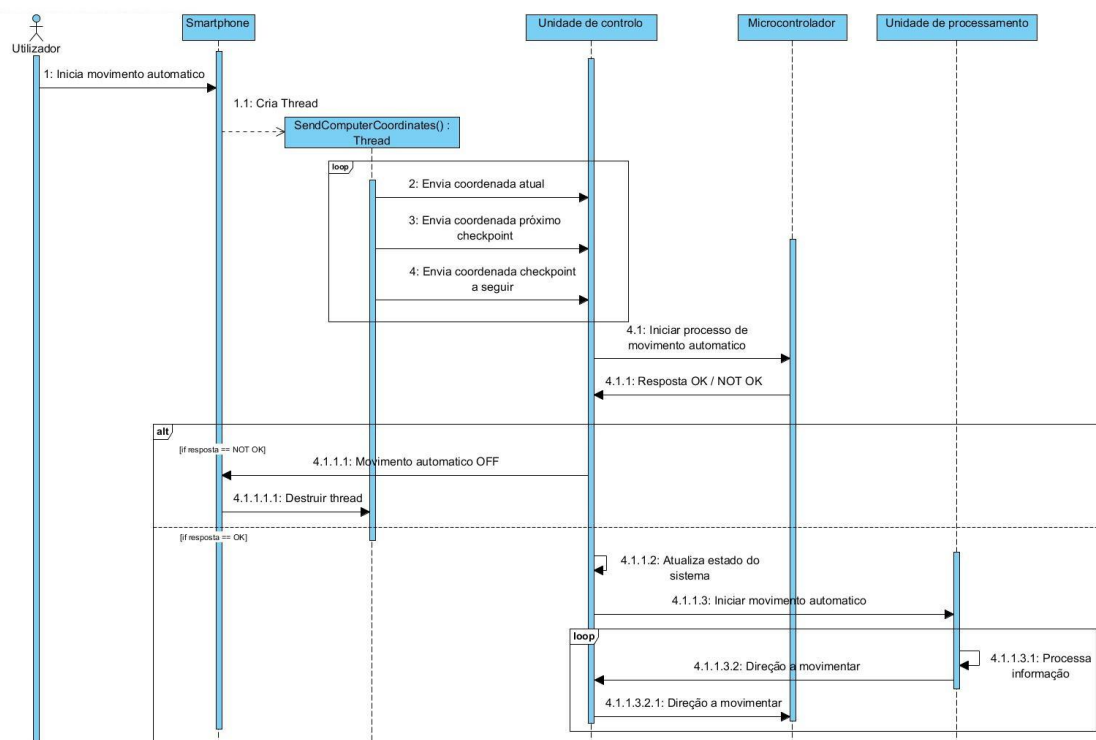 Smartphone
Unidade de controlo
Microcontrolador
Unidade de processamento
Utilizador
1: Inicia movimento automatico
1.1: Cria Thread
SendComputerCoordinates() :
Thread
loop
2: Envia coordenada atual
3: Envia coordenada próximo
checkpoint
4: Envia coordenada checkpoint
a seguir
4.1: Iniciar processo de
movimento automatico
4.1.1: Resposta OK / NOT OK
alt
[if resposta == NOT OK]
4.1.1.1: Movimento automatico OFF
4.1.1.1.1: Destruir thread
[if resposta == OK]
4.1.1.2: Atualiza estado do
sistema
4.1.1.3: Iniciar movimento automatico
loop
4.1.1.3.1: Processa
informação
4.1.1.3.2: Direção a movimentar
4.1.1.3.2.1: Direção a movimentar